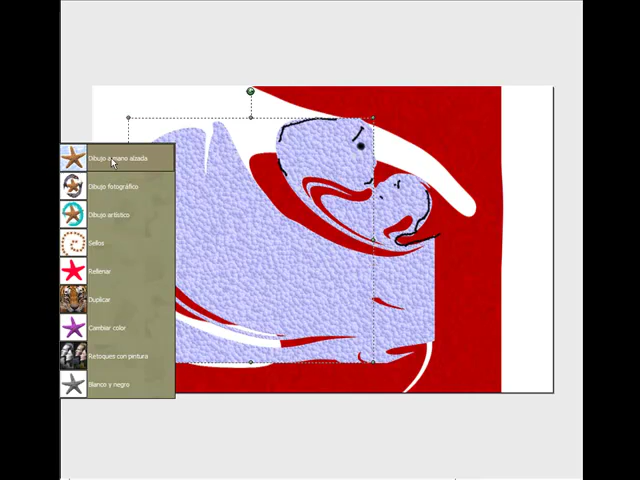 Dibujo a mano alzada
Dibujo fotográfico
Dibujo artístico
Sellos
Rellenar
Duplicar
Cambiar color
Retoques con pintura
Blanco y negro